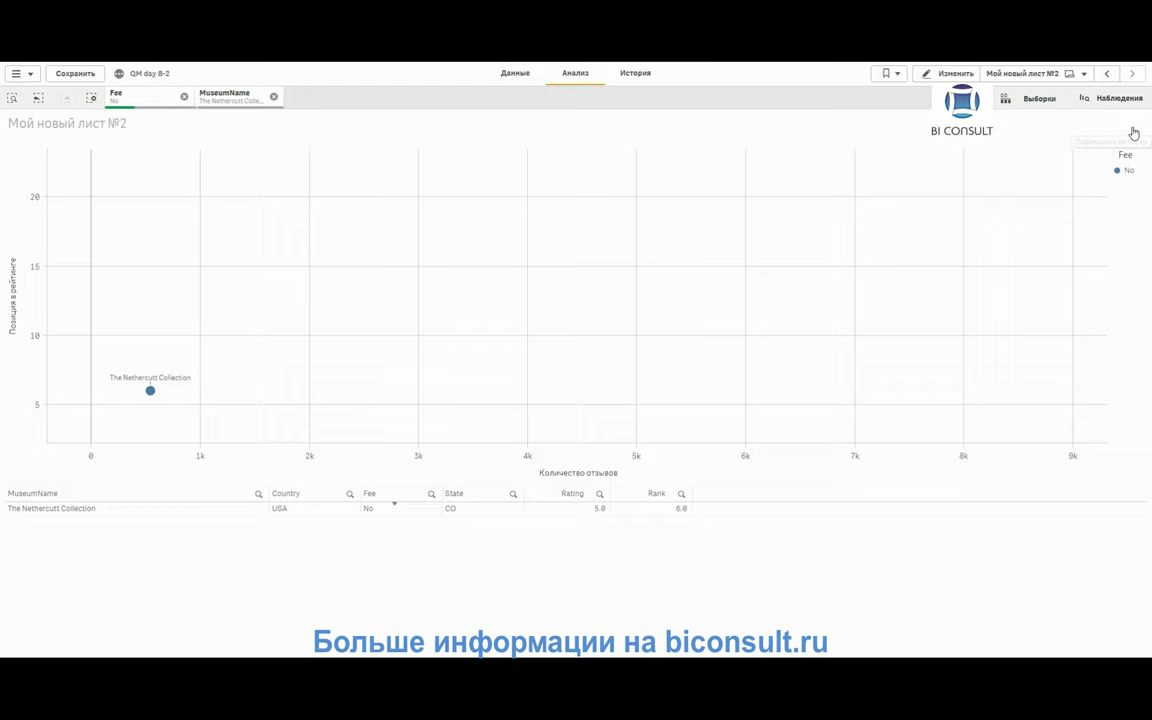 Сохранить
QM day 8-2
Данные
Анализ
История
Изменить
Мой новый лист №2
Fee
No
MuseumName
The Nethercutt Colle...
Выборки
Наблюдения
BI CONSULT
Мой новый лист №2
Fee
No
20
15
10
5
Позиция в рейтинге
The Nethercutt Collection
0
1k
2k
3k
4k
5k
6k
7k
8k
9k
Количество отзывов
MuseumName Country Fee State Rating Rank
The Nethercutt Collection USA No CO 5.0 6.0
Больше информации на biconsult.ru